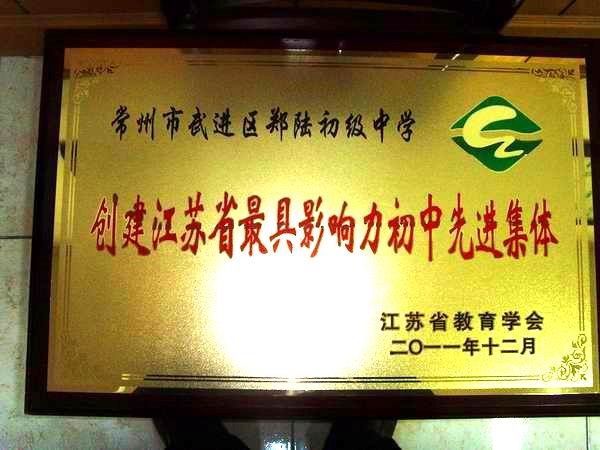 常州市武进区郑陆初级中学
创建江苏省最具影响力初中先进集体
江苏省教育学会
二〇一一年十二月